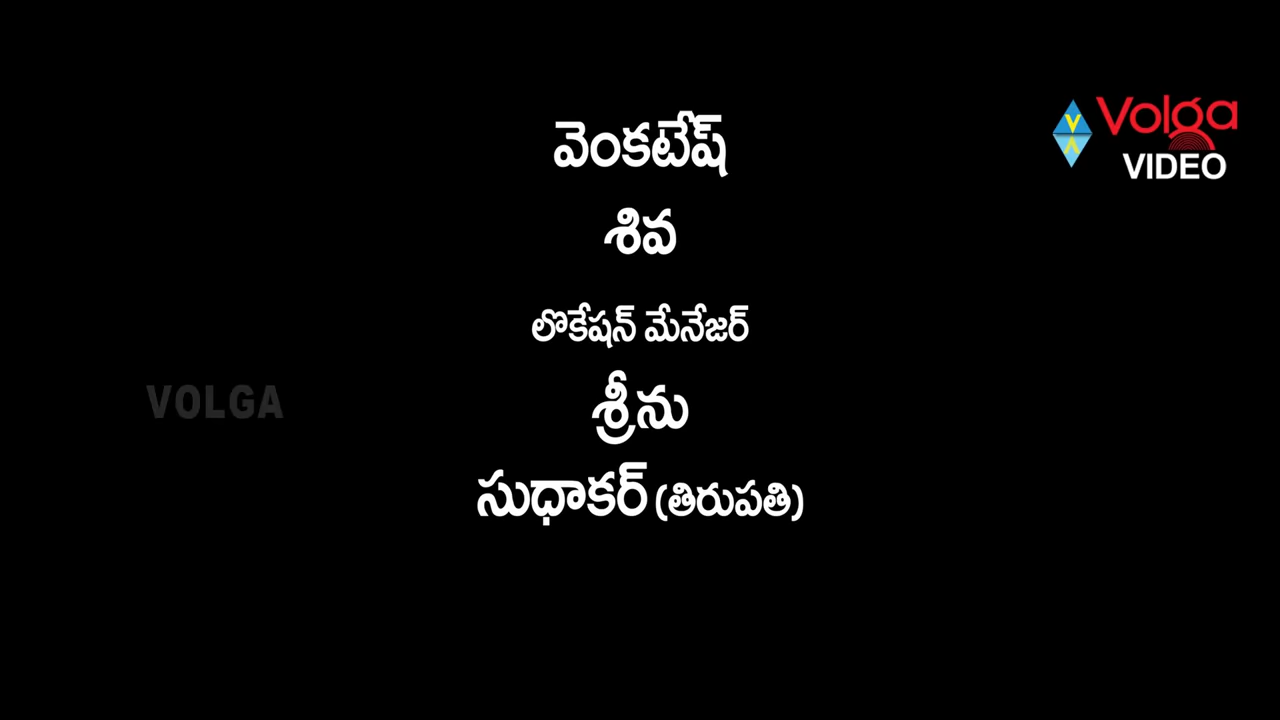 వెంకటేష్
శివ
లొకేషన్ మేనేజర్
శ్రీను
సుధాకర్ (తిరుపతి)
Volga
VIDEO
VOLGA